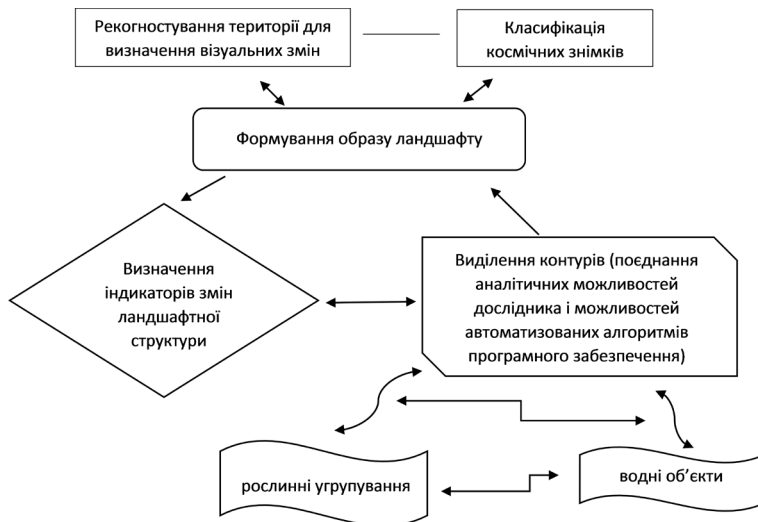 Рекогностування території для
визначення візуальних змін
Класифікація
космічних знімків
Формування образу ландшафту
Визначення
індикаторів змін
ландшафтної
структури
Виділення контурів (поєднання
аналітичних можливостей
дослідника і можливостей
автоматизованих алгоритмів
програмного забезпечення)
рослинні угрупування
водні об’єкти